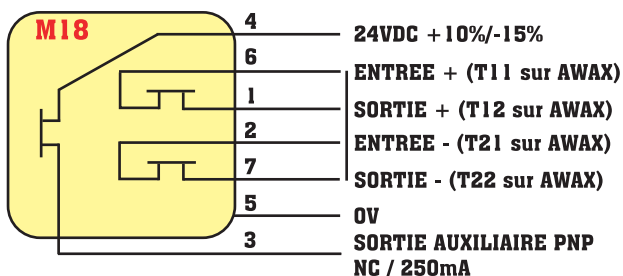 M18
4 24VDC +10%/-15%
6 ENTREE + (T11 sur AWAX)
1 SORTIE + (T12 sur AWAX)
2 ENTREE - (T21 sur AWAX)
7 SORTIE - (T22 sur AWAX)
5 0V
3 SORTIE AUXILIAIRE PNP
NC / 250mA